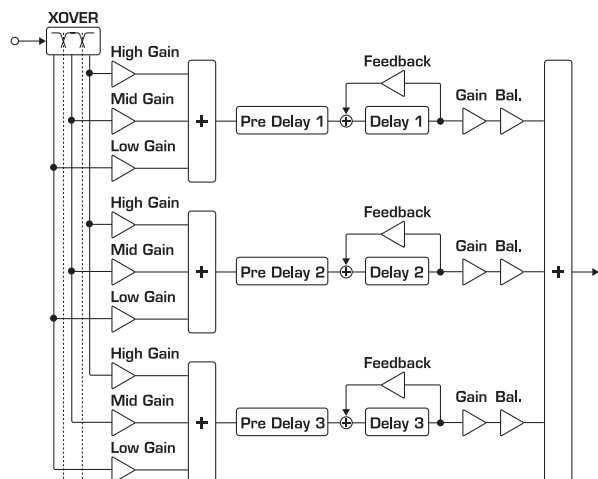 XOVER
High Gain
Mid Gain
Low Gain
+
Pre Delay 1
Feedback
Delay 1
Gain Bal.
High Gain
Mid Gain
Low Gain
+
Pre Delay 2
Feedback
Delay 2
Gain Bal.
+
High Gain
Mid Gain
Low Gain
+
Pre Delay 3
Feedback
Delay 3
Gain Bal.